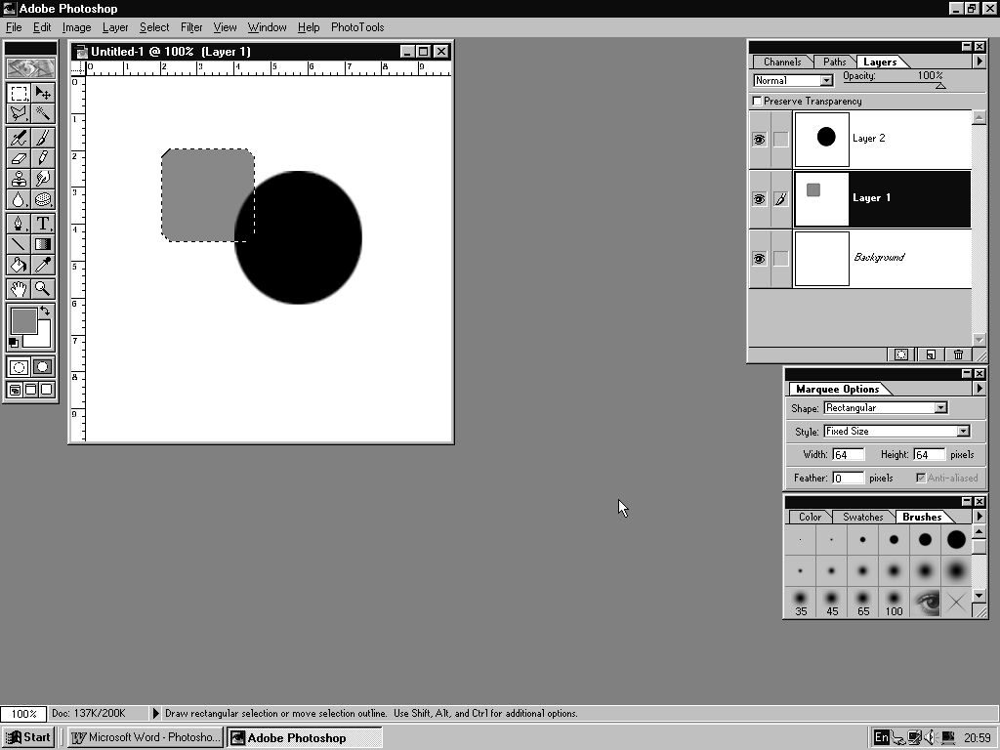 Adobe Photoshop
File Edit Image Layer Select Filter View Window Help PhotoTools
Untitled-1 @ 100% (Layer 1)
0 1 2 3 4 5 6 7 8 9
0
1
2
3
4
5
6
7
8
9
Channels Paths Layers
Normal Opacity: 100%
Preserve Transparency
Layer 2
Layer 1
Background
Marquee Options
Shape: Rectangular
Style: Fixed Size
Width: 64 Height: 64 pixels
Feather: 0 pixels Anti-aliased
Color Swatches Brushes
35 45 65 100
100% Doc: 137K/200K Draw rectangular selection or move selection outline. Use Shift, Alt, and Ctrl for additional options.
Start Microsoft Word - Photosho... Adobe Photoshop En 20:59